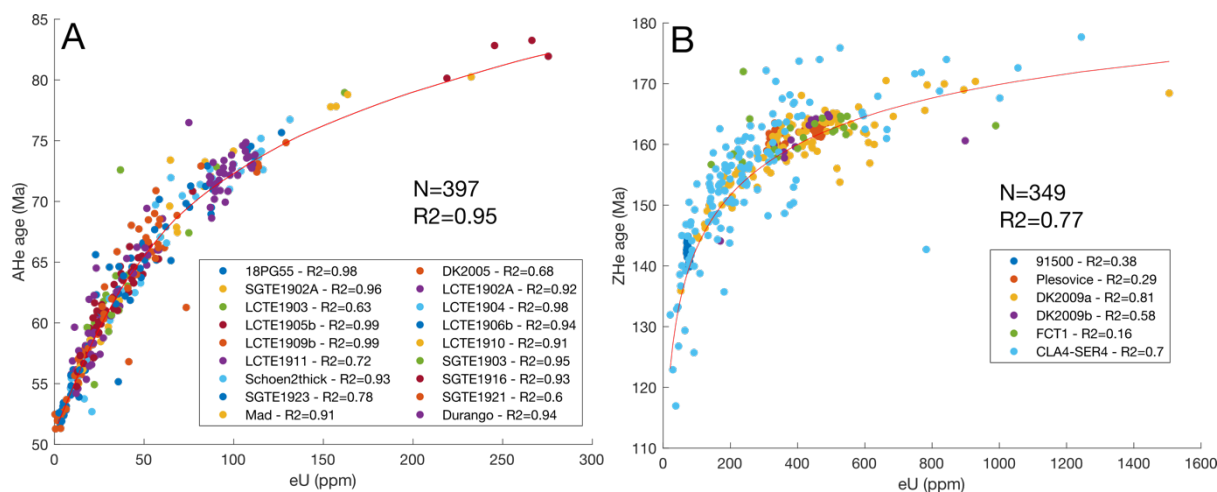 A
AHe age (Ma)
85
80
75
70
65
60
55
50
0
50
100
150
200
250
300
eU (ppm)
N=397
R2=0.95
18PG55 - R2=0.98
DK2005 - R2=0.68
SGTE1902A - R2=0.96
LCTE1902A - R2=0.92
LCTE1903 - R2=0.63
LCTE1904 - R2=0.98
LCTE1905b - R2=0.99
LCTE1906b - R2=0.94
LCTE1909b - R2=0.99
LCTE1910 - R2=0.91
LCTE1911 - R2=0.72
SGTE1903 - R2=0.95
Schoen2thick - R2=0.93
SGTE1916 - R2=0.93
SGTE1923 - R2=0.78
SGTE1921 - R2=0.6
Mad - R2=0.91
Durango - R2=0.94
B
ZHe age (Ma)
180
170
160
150
140
130
120
110
0
200
400
600
800
1000
1200
1400
1600
eU (ppm)
N=349
R2=0.77
91500 - R2=0.38
Plesovice - R2=0.29
DK2009a - R2=0.81
DK2009b - R2=0.58
FCT1 - R2=0.16
CLA4-SER4 - R2=0.7